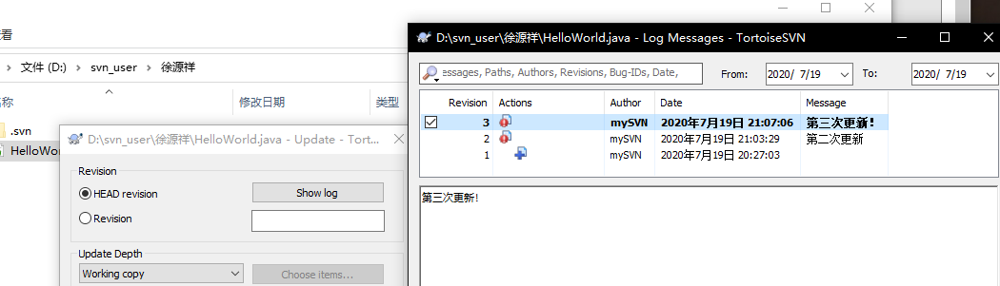 看
文件 (D:) › svn_user › 徐源祥
名称 修改日期 类型
.svn
HelloWor
D:\svn_user\徐源祥\HelloWorld.java - Update - Tort...
Revision
HEAD revision
Show log
Revision
Update Depth
Working copy
Choose items...
D:\svn_user\徐源祥\HelloWorld.java - Log Messages - TortoiseSVN
essages, Paths, Authors, Revisions, Bug-IDs, Date,
From: 2020/ 7/19 To: 2020/ 7/19
Revision Actions Author Date Message
3 mySVN 2020年7月19日 21:07:06 第三次更新!
2 mySVN 2020年7月19日 21:03:29 第二次更新
1 mySVN 2020年7月19日 20:27:03
第三次更新!